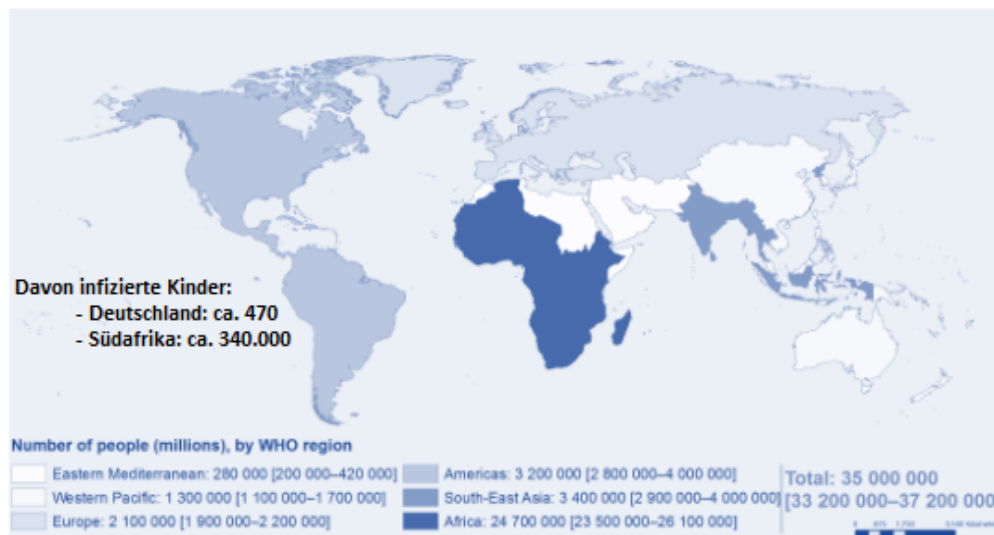 Davon infizierte Kinder:
- Deutschland: ca. 470
- Südafrika: ca. 340.000
Number of people (millions), by WHO region
Eastern Mediterranean: 280 000 [200 000–420 000]
Western Pacific: 1 300 000 [1 100 000–1 700 000]
Europe: 2 100 000 [1 900 000–2 200 000]
Americas: 3 200 000 [2 800 000–4 000 000]
South-East Asia: 3 400 000 [2 900 000–4 000 000]
Africa: 24 700 000 [23 500 000–26 100 000]
Total: 35 000 000
[33 200 000–37 200 000